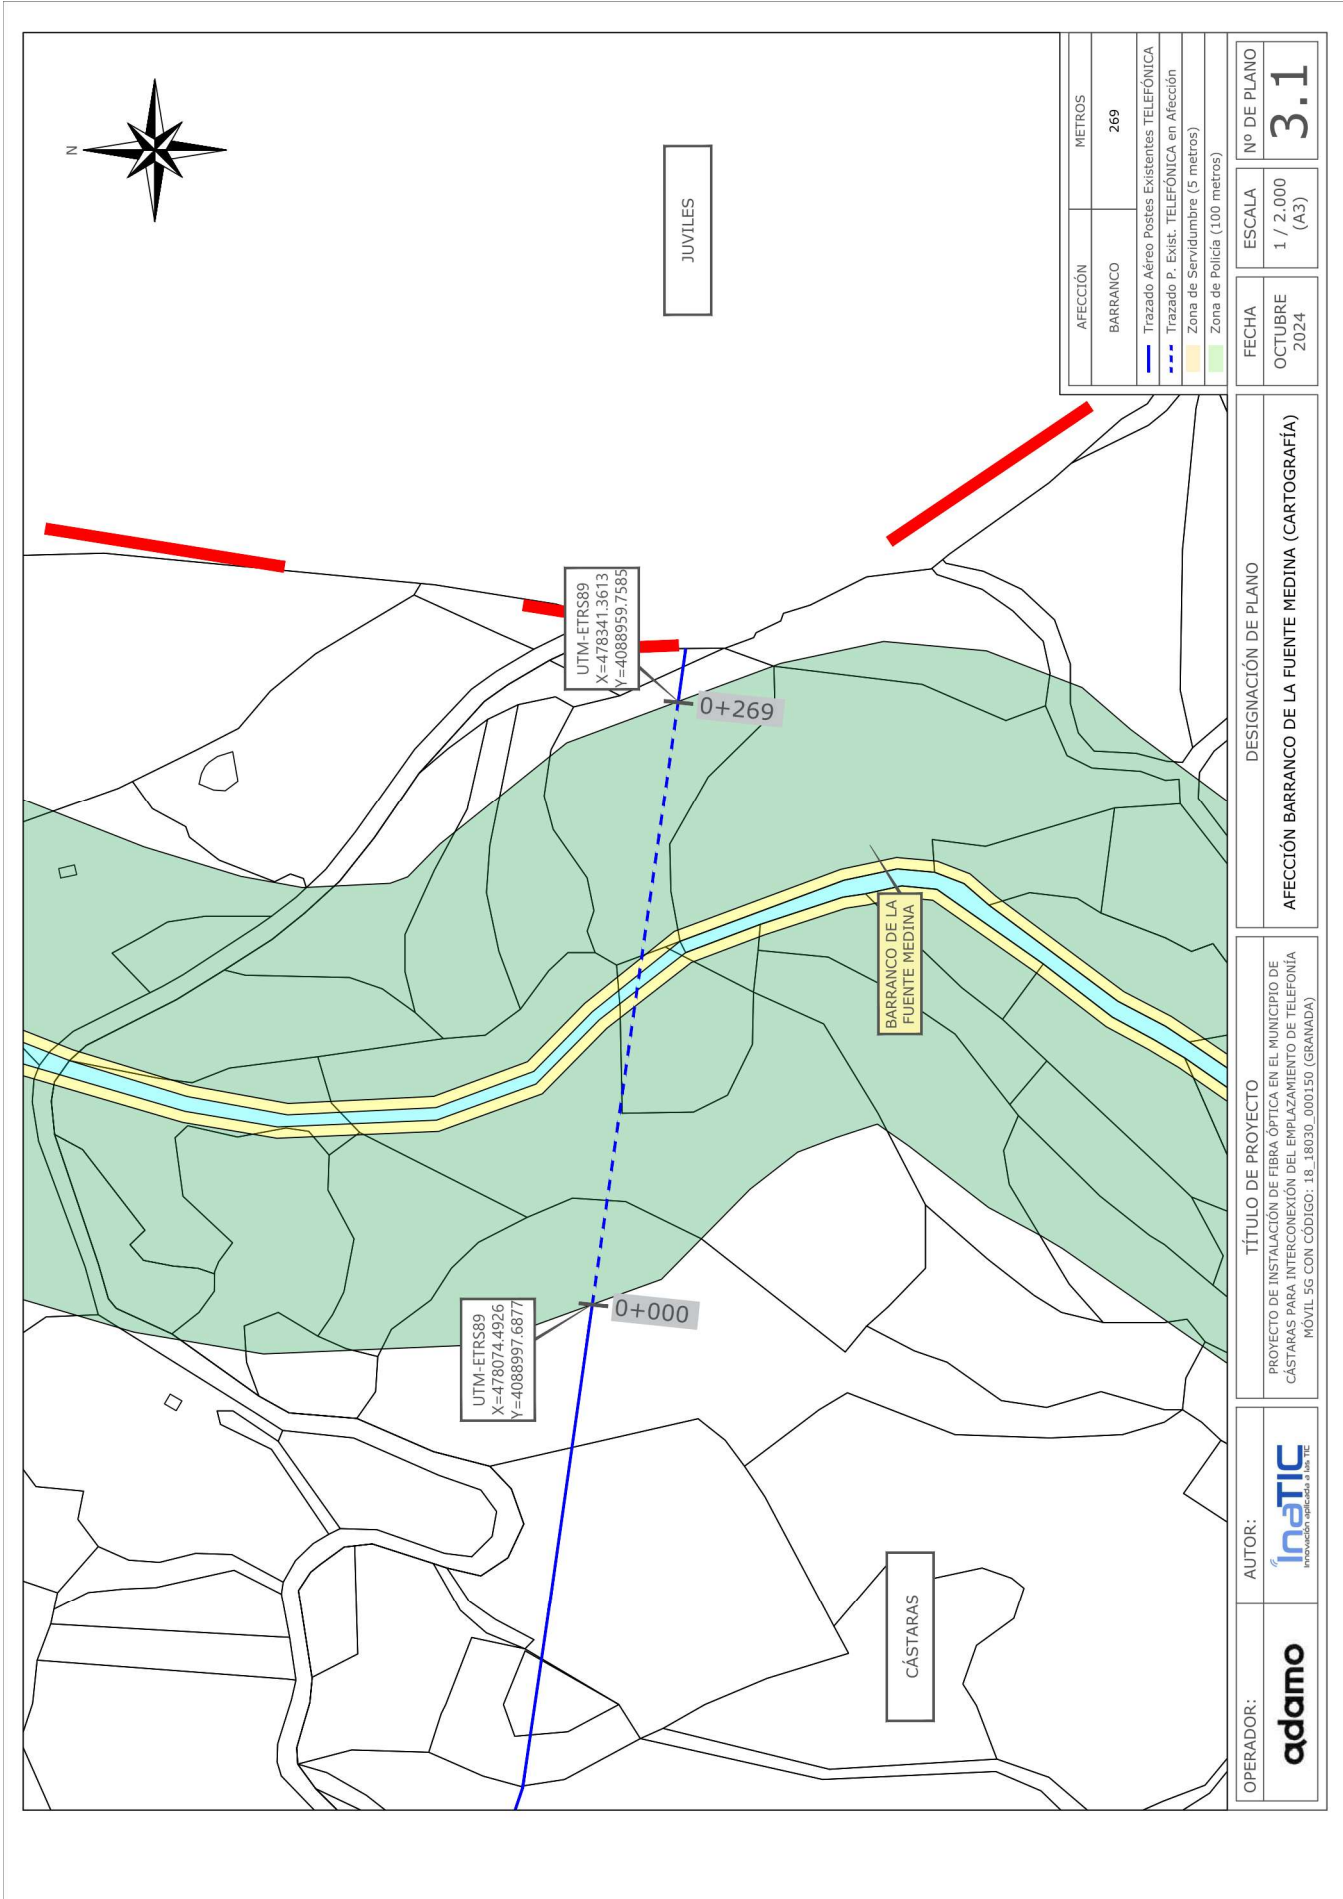 N
JUVILES
AFECCIÓN
METROS
BARRANCO
269
Trazado Aéreo Postes Existentes TELEFÓNICA
Trazado P. Exist. TELEFÓNICA en Afección
Zona de Servidumbre (5 metros)
Zona de Policía (100 metros)
UTM-ETRS89
X=478341.3613
Y=4088959.7585
0+269
BARRANCO DE LA
FUENTE MEDINA
UTM-ETRS89
X=478074.4926
Y=4088997.6877
0+000
CÁSTARAS
OPERADOR:
adamo
AUTOR:
InaTIC
Innovación aplicada a las TIC
TÍTULO DE PROYECTO
PROYECTO DE INSTALACIÓN DE FIBRA ÓPTICA EN EL MUNICIPIO DE
CÁSTARAS PARA INTERCONEXIÓN DEL EMPLAZAMIENTO DE TELEFONÍA
MÓVIL 5G CON CÓDIGO: 18_18030_000150 (GRANADA)
DESIGNACIÓN DE PLANO
AFECCIÓN BARRANCO DE LA FUENTE MEDINA (CARTOGRAFÍA)
FECHA
OCTUBRE
2024
ESCALA
1 / 2.000
(A3)
Nº DE PLANO
3.1